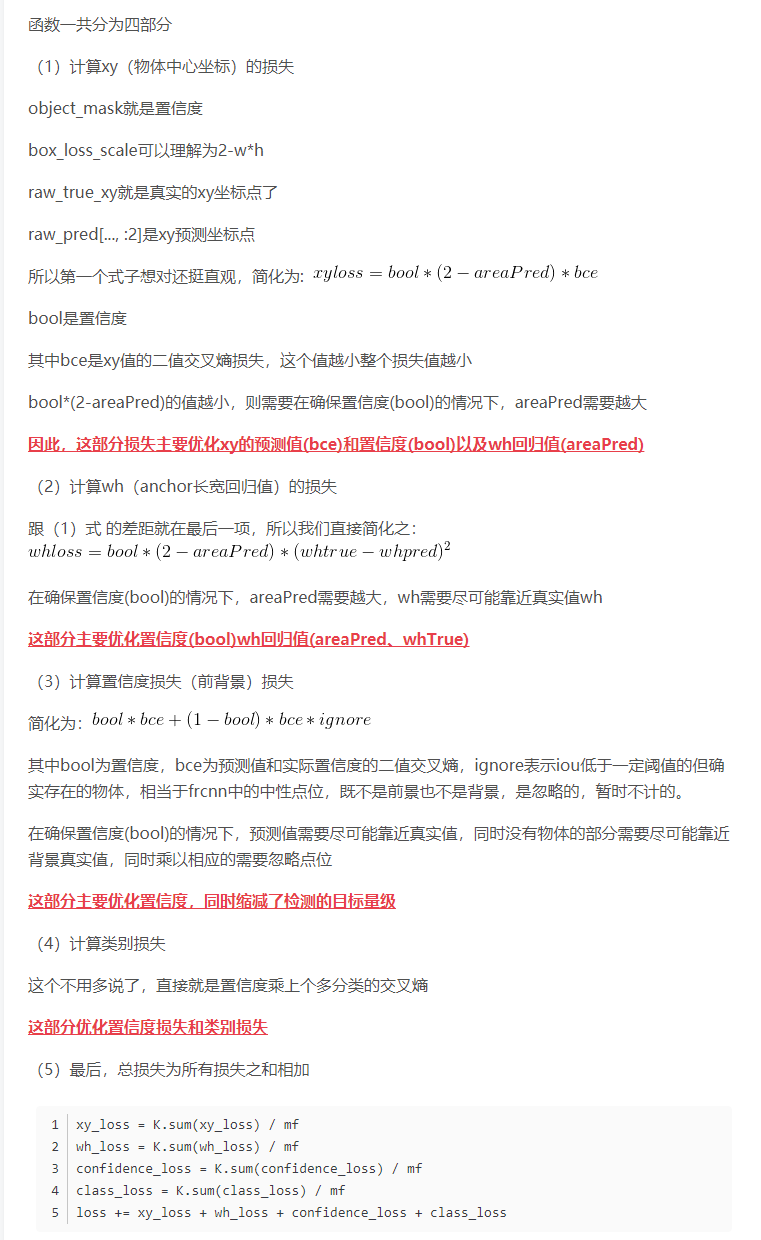 函数一共分为四部分
（1）计算xy（物体中心坐标）的损失
object_mask就是置信度
box_loss_scale可以理解为2-w*h
raw_true_xy就是真实的xy坐标点了
raw_pred[..., :2]是xy预测坐标点
所以第一个式子想对还挺直观，简化为: xyloss = bool * (2 − areaPred) * bce
bool是置信度
其中bce是xy值的二值交叉熵损失，这个值越小整个损失值越小
bool*(2-areaPred)的值越小，则需要在确保置信度(bool)的情况下，areaPred需要越大
因此，这部分损失主要优化xy的预测值(bce)和置信度(bool)以及wh回归值(areaPred)
（2）计算wh（anchor长宽回归值）的损失
跟（1）式 的差距就在最后一项，所以我们直接简化之：
whloss = bool * (2 − areaPred) * (whtrue − whpred)²
在确保置信度(bool)的情况下，areaPred需要越大，wh需要尽可能靠近真实值wh
这部分主要优化置信度(bool)wh回归值(areaPred、whTrue)
（3）计算置信度损失（前背景）损失
简化为：bool * bce + (1 − bool) * bce * ignore
其中bool为置信度，bce为预测值和实际置信度的二值交叉熵，ignore表示iou低于一定阈值的但确
实存在的物体，相当于frcnn中的中性点位，既不是前景也不是背景，是忽略的，暂时不计的。
在确保置信度(bool)的情况下，预测值需要尽可能靠近真实值，同时没有物体的部分需要尽可能靠近
背景真实值，同时乘以相应的需要忽略点位
这部分主要优化置信度，同时缩减了检测的目标量级
（4）计算类别损失
这个不用多说了，直接就是置信度乘上个多分类的交叉熵
这部分优化置信度损失和类别损失
（5）最后，总损失为所有损失之和相加
1 xy_loss = K.sum(xy_loss) / mf
2 wh_loss = K.sum(wh_loss) / mf
3 confidence_loss = K.sum(confidence_loss) / mf
4 class_loss = K.sum(class_loss) / mf
5 loss += xy_loss + wh_loss + confidence_loss + class_loss